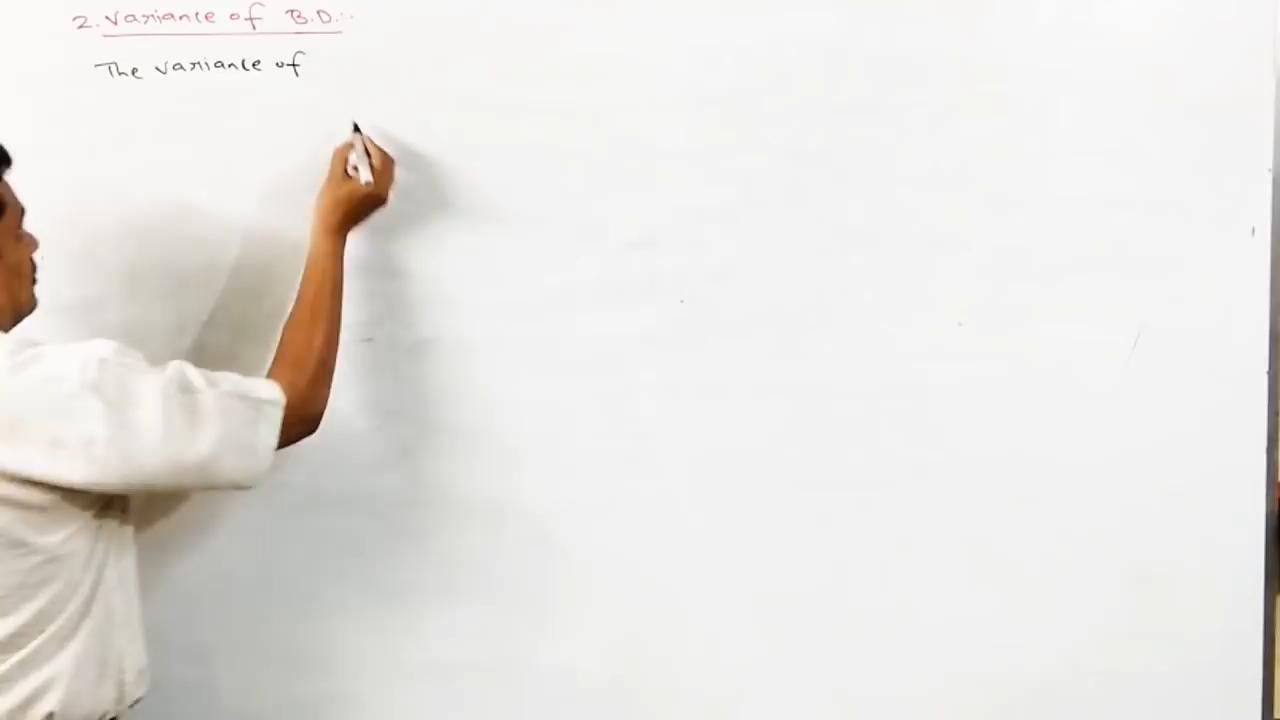 2. Variance of B.D.:-
The variance of